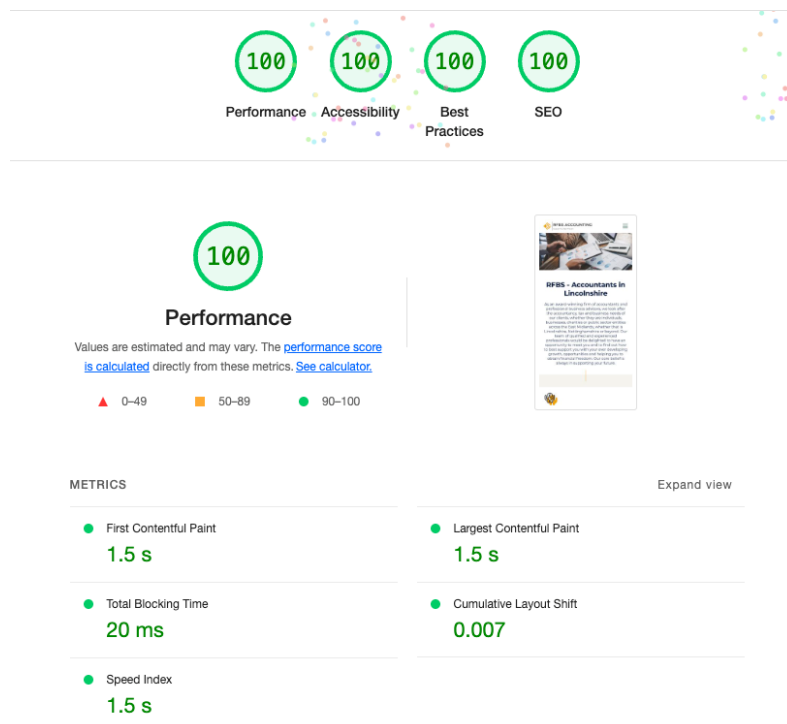 100
100
100
100
Performance
Accessibility
Best
Practices
SEO
100
Performance
Values are estimated and may vary. The performance score
is calculated directly from these metrics. See calculator.
0–49
50–89
90–100
RFBS ACCOUNTING
RFBS - Accountants in
Lincolnshire
METRICS
Expand view
First Contentful Paint
1.5 s
Largest Contentful Paint
1.5 s
Total Blocking Time
20 ms
Cumulative Layout Shift
0.007
Speed Index
1.5 s